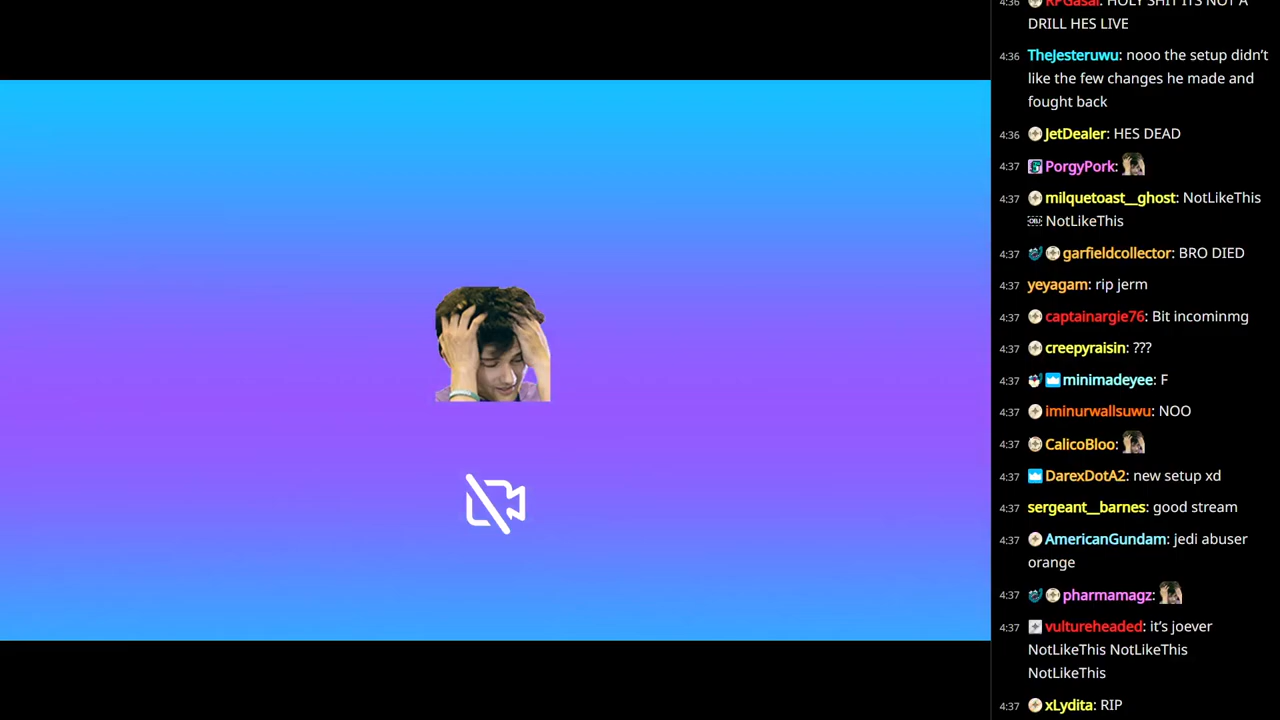 4:36 RPGasai: HOLY SHIT ITS NOT A
DRILL HES LIVE
TheJesteruwu: nooo the setup didn't
4:36 like the few changes he made and
fought back
4:36 JetDealer: HES DEAD
4:37 PorgyPork:
4:37 milquetoast__ghost: NotLikeThis
OBJ NotLikeThis
4:37 garfieldcollector: BRO DIED
4:37 yeyagam: rip jerm
4:37 captainargie76: Bit incominmg
4:37 creepyraisin: ???
4:37 minimadeyee: F
4:37 iminurwallsuwu: NOO
4:37 CalicoBloo:
4:37 DarexDotA2: new setup xd
4:37 sergeant__barnes: good stream
4:37 AmericanGundam: jedi abuser
orange
4:37 pharmamagz:
4:37 vultureheaded: it's joever
NotLikeThis NotLikeThis
NotLikeThis
4:37 xLydita: RIP